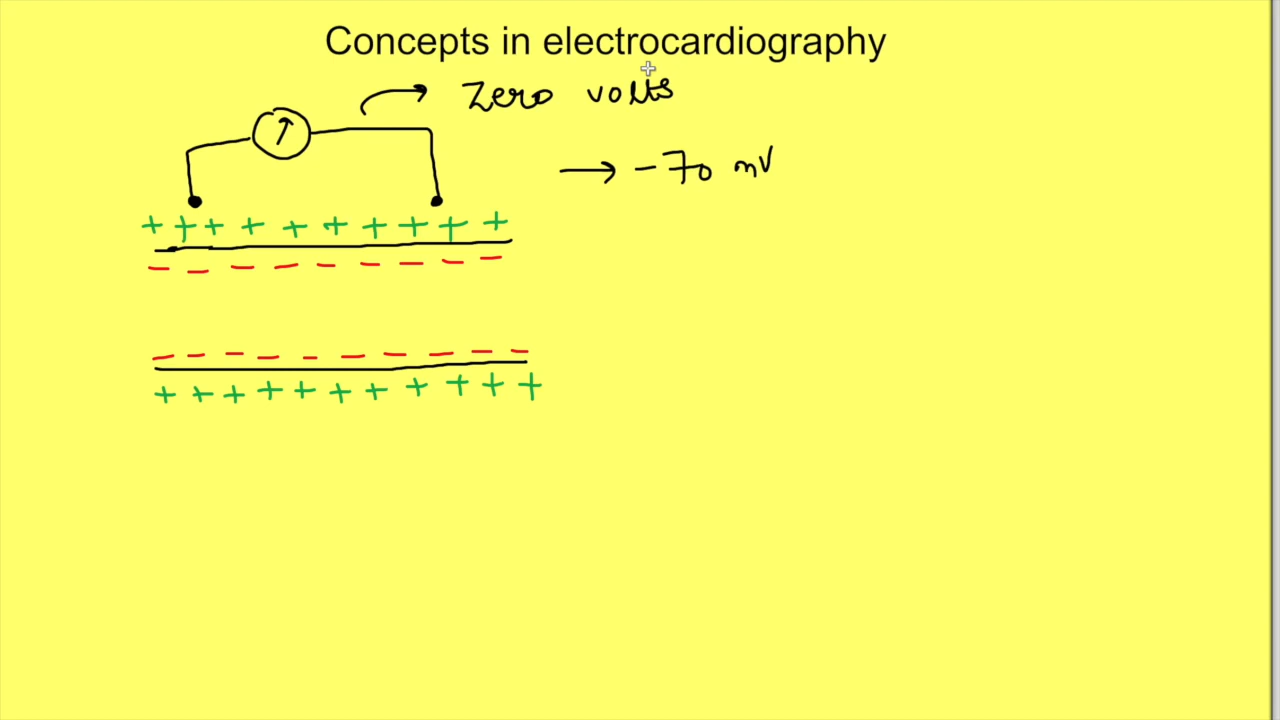 Concepts in electrocardiography
→ Zero volts
→ -70 mV
+ + + + + + + + + +
- - - - - - - - - -
- - - - - - - - - -
+ + + + + + + + + + +